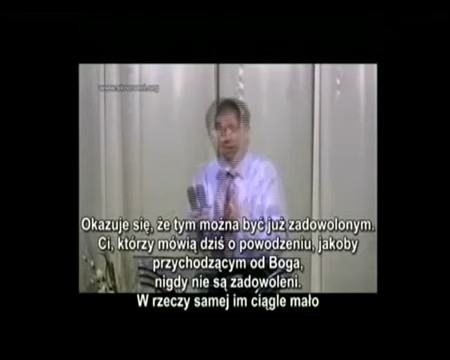 Okazuje się, że tym można być już zadowolonym.
Ci, którzy mówią dziś o powodzeniu, jakoby
przychodzącym od Boga,
nigdy nie są zadowoleni.
W rzeczy samej im ciągle mało